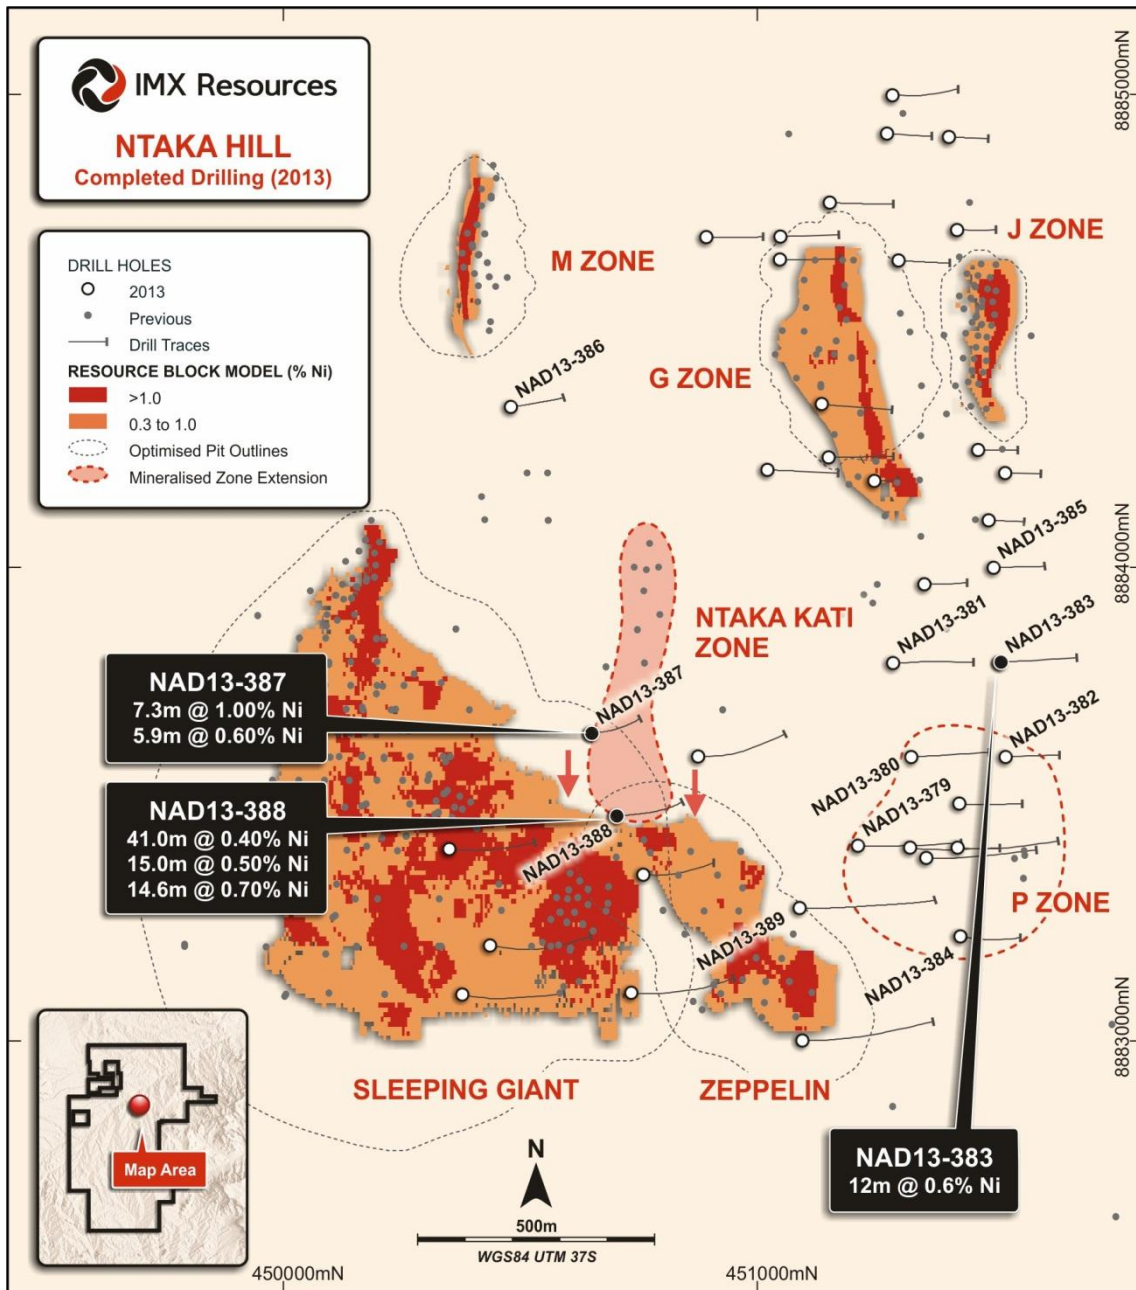 IMX Resources
NTAKA HILL
Completed Drilling (2013)
8885000mN
DRILL HOLES
2013
Previous
Drill Traces
RESOURCE BLOCK MODEL (% Ni)
>1.0
0.3 to 1.0
Optimised Pit Outlines
Mineralised Zone Extension
M ZONE
J ZONE
G ZONE
NAD13-386
NAD13-385
8884000mN
NTAKA KATI
ZONE
NAD13-381
NAD13-383
NAD13-387
7.3m @ 1.00% Ni
5.9m @ 0.60% Ni
NAD13-387
NAD13-382
NAD13-380
NAD13-379
NAD13-388
41.0m @ 0.40% Ni
15.0m @ 0.50% Ni
14.6m @ 0.70% Ni
NAD13-388
P ZONE
NAD13-389
NAD13-384
8883000mN
SLEEPING GIANT
ZEPPELIN
Map Area
N
500m
WGS84 UTM 37S
NAD13-383
12m @ 0.6% Ni
450000mN
451000mN